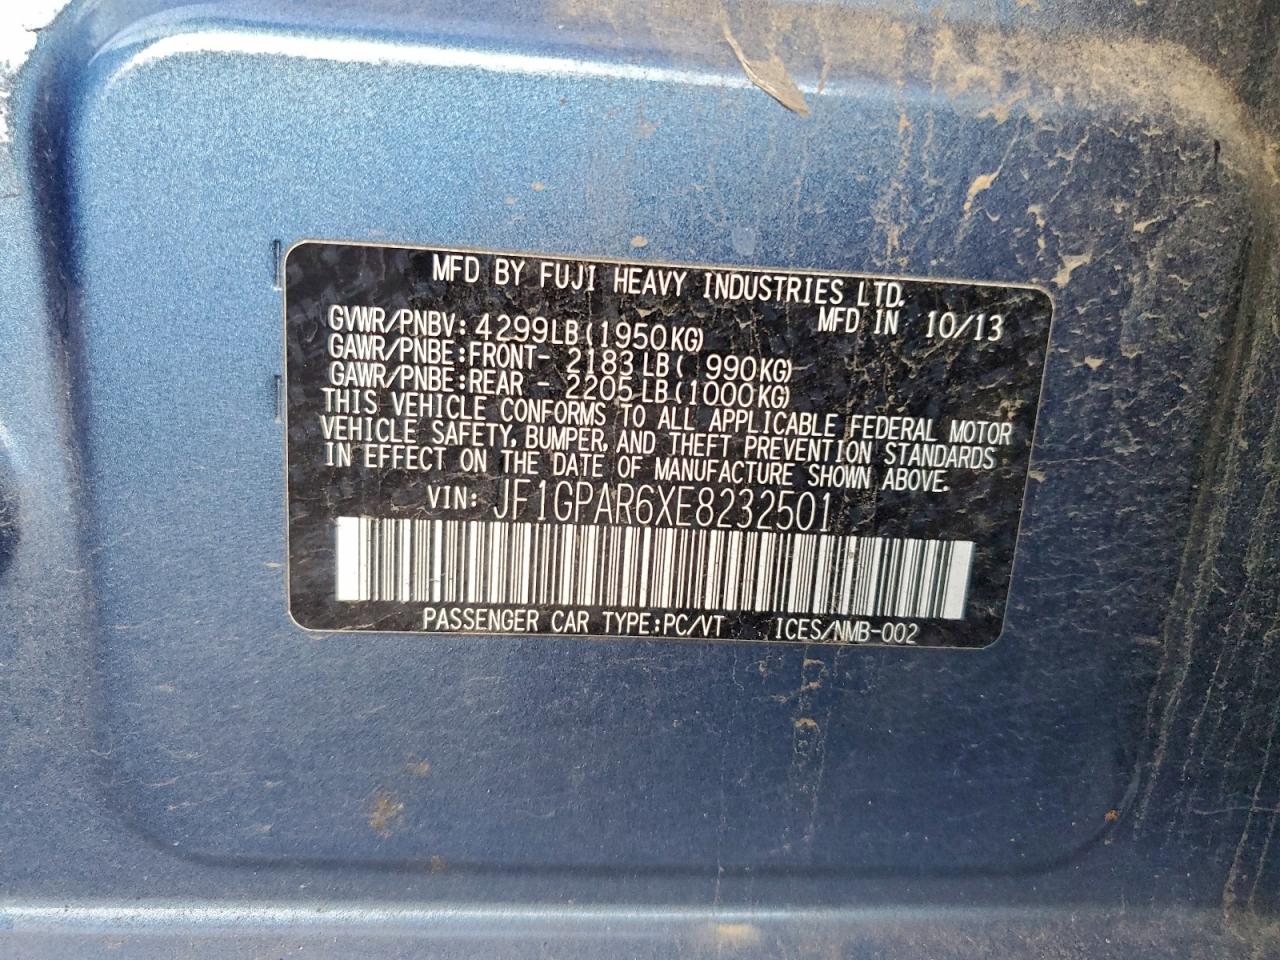 MFD BY FUJI HEAVY INDUSTRIES LTD.
GVWR/PNBV: 4299LB(1950KG) MFD IN 10/13
GAWR/PNBE:FRONT- 2183LB( 990KG)
GAWR/PNBE:REAR - 2205LB(1000KG)
THIS VEHICLE CONFORMS TO ALL APPLICABLE FEDERAL MOTOR
VEHICLE SAFETY, BUMPER, AND THEFT PREVENTION STANDARDS
IN EFFECT ON THE DATE OF MANUFACTURE SHOWN ABOVE.
VIN: JF1GPAR6XE8232501
PASSENGER CAR TYPE:PC/VT ICES/NMB-002